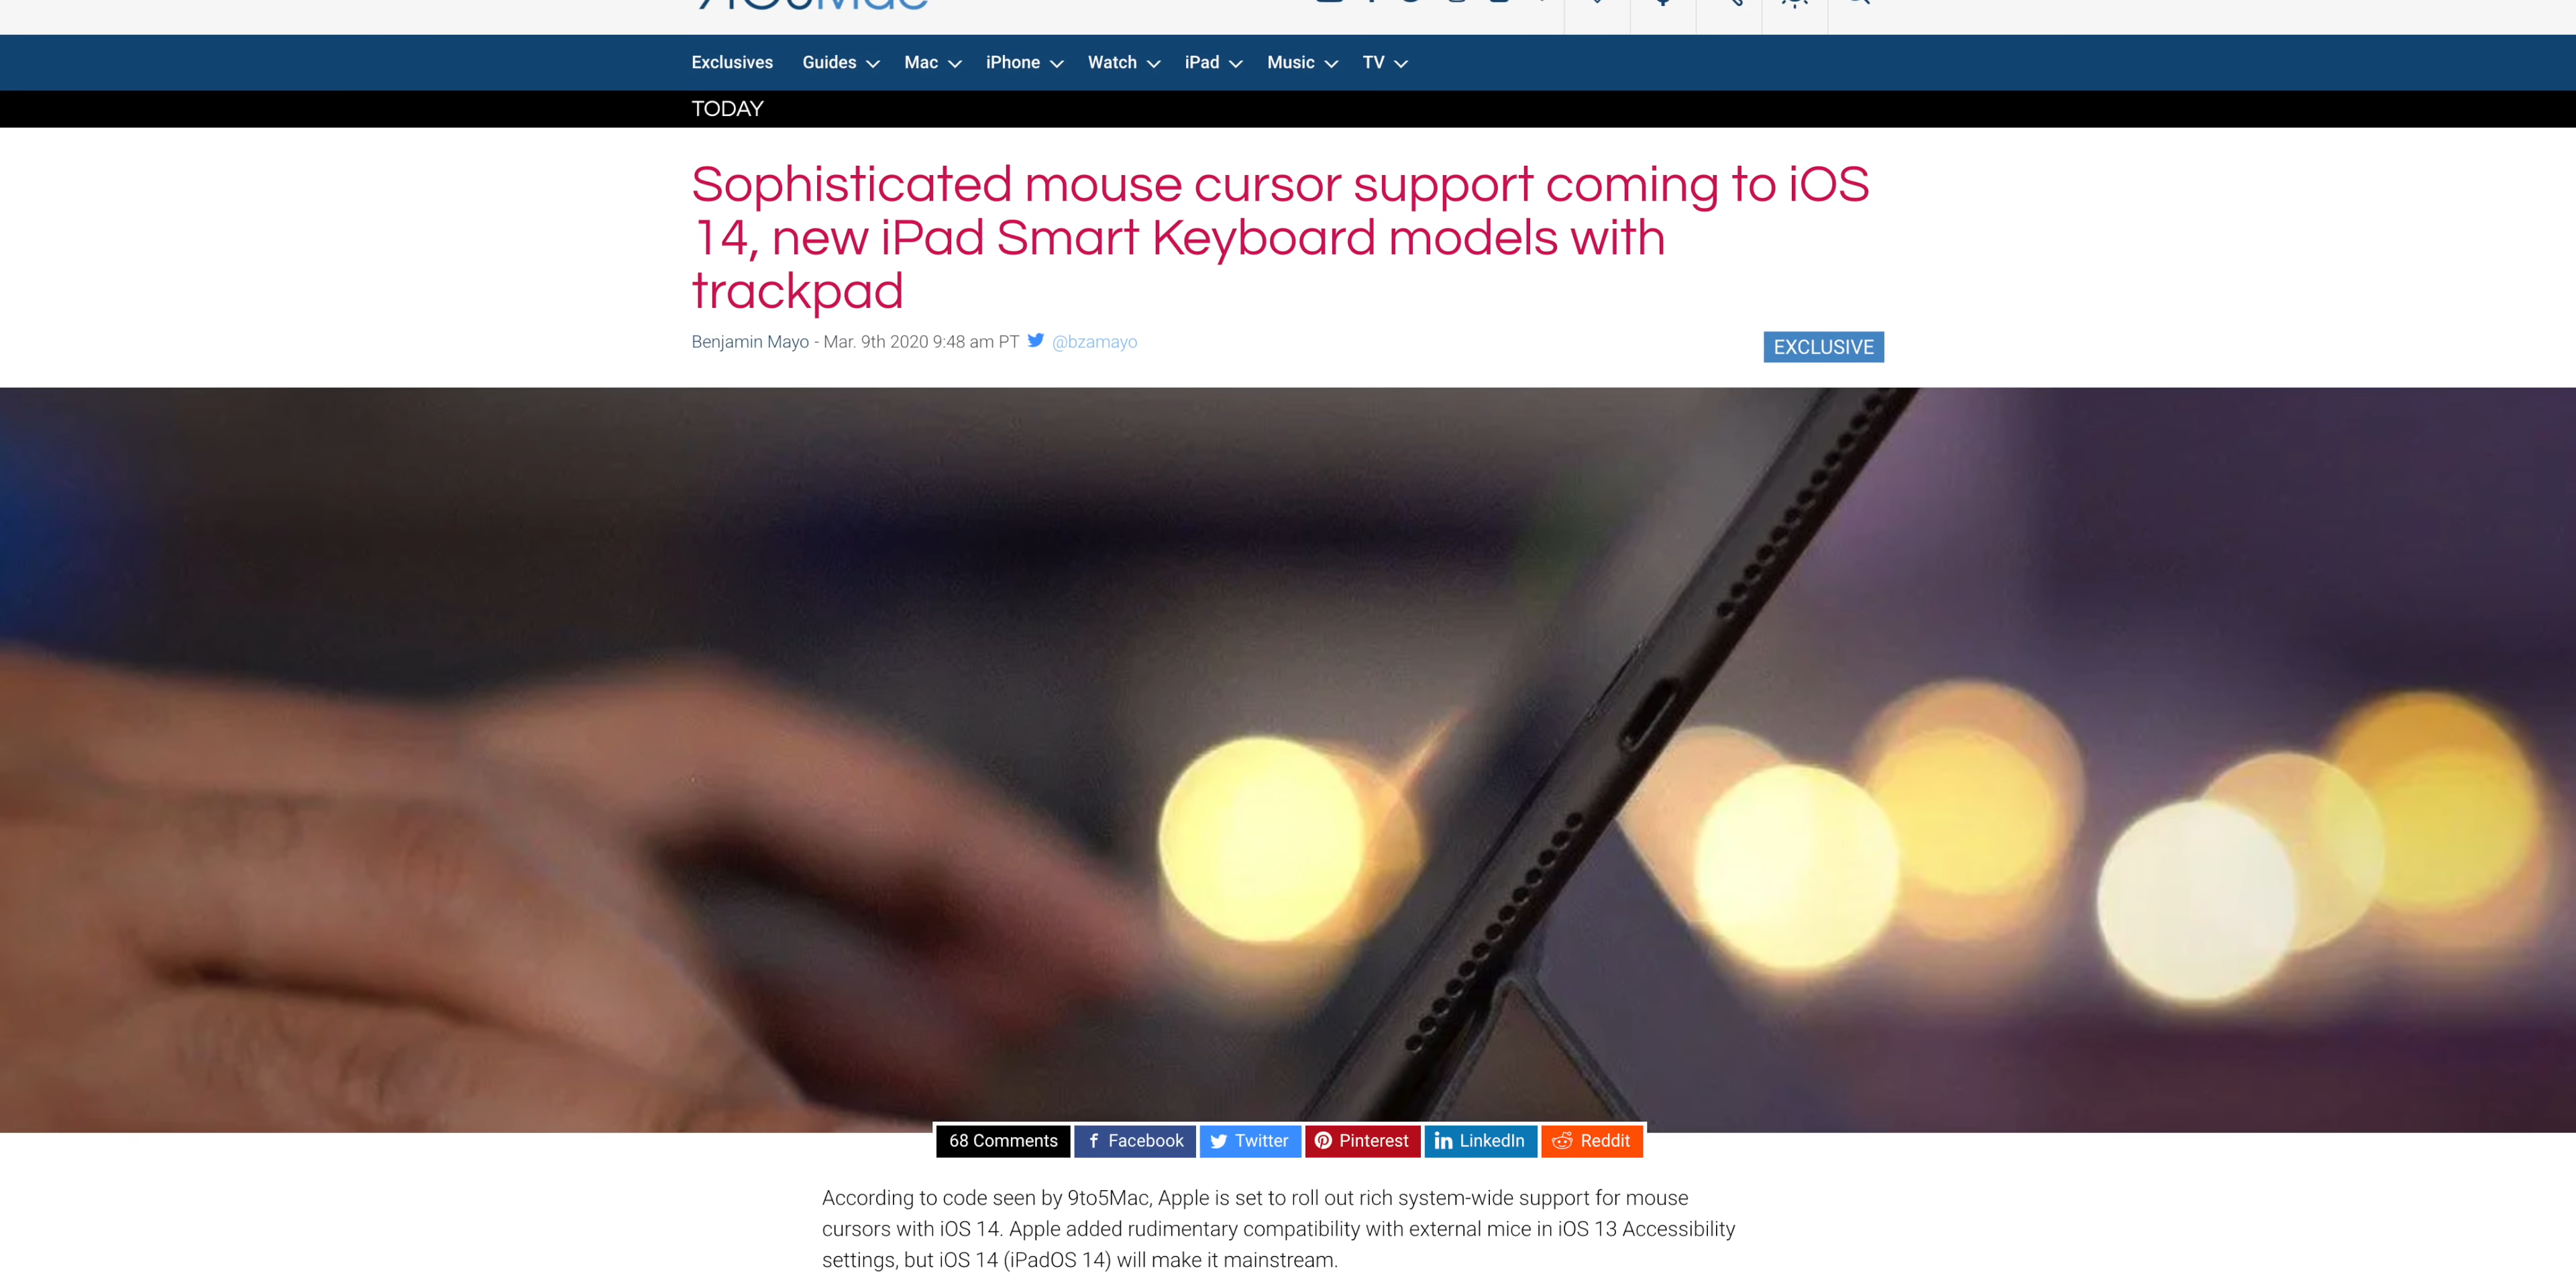 9TO5Mac
Exclusives Guides Mac iPhone Watch iPad Music TV
TODAY
Sophisticated mouse cursor support coming to iOS
14, new iPad Smart Keyboard models with
trackpad
Benjamin Mayo - Mar. 9th 2020 9:48 am PT @bzamayo
EXCLUSIVE
68 Comments Facebook Twitter Pinterest LinkedIn Reddit
According to code seen by 9to5Mac, Apple is set to roll out rich system-wide support for mouse
cursors with iOS 14. Apple added rudimentary compatibility with external mice in iOS 13 Accessibility
settings, but iOS 14 (iPadOS 14) will make it mainstream.